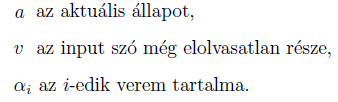 a az aktuális állapot,
v az input szó még elolvasatlan része,
αi az i-edik verem tartalma.